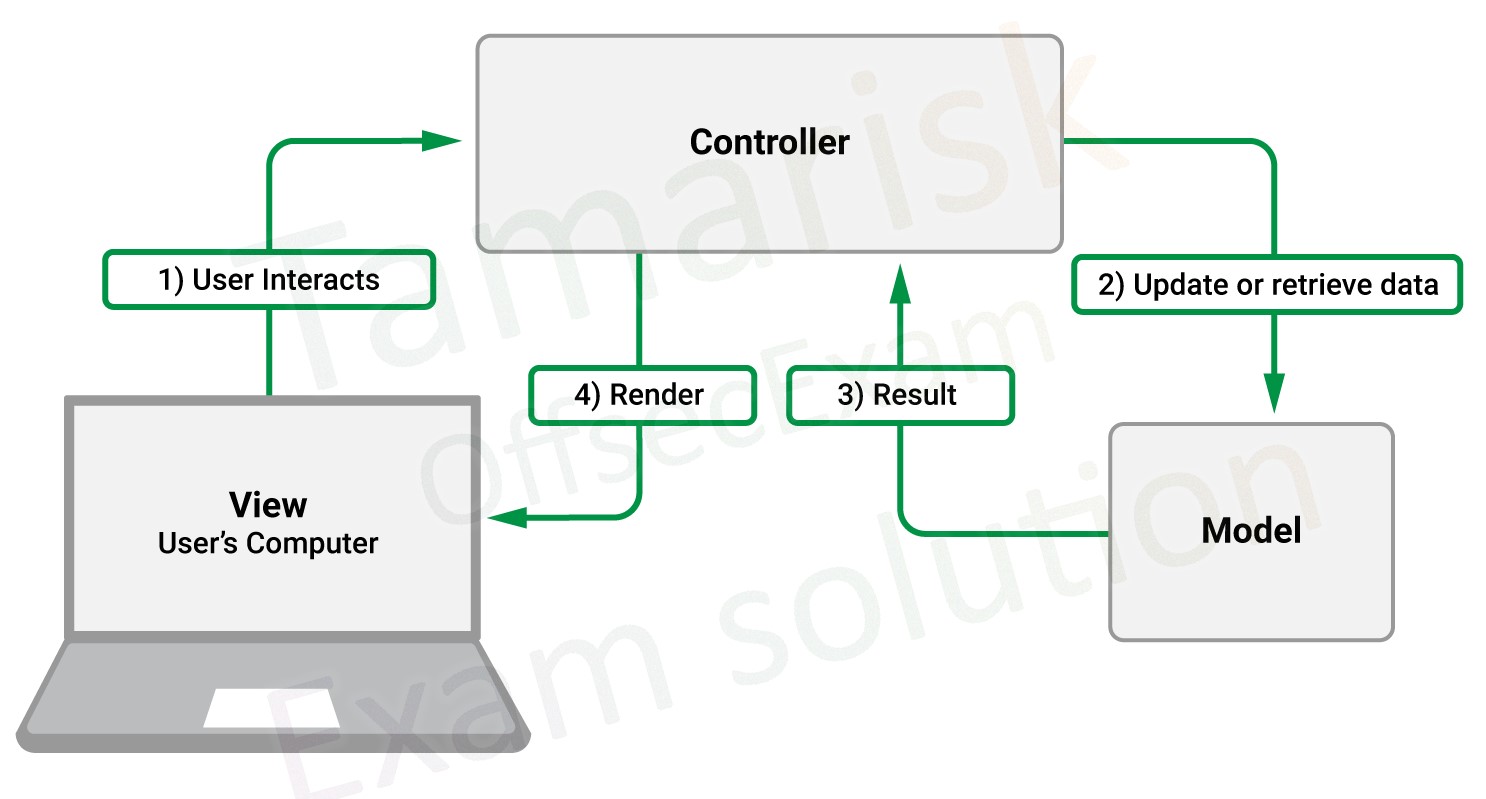 Controller
1) User Interacts
2) Update or retrieve data
4) Render
3) Result
View
User’s Computer
Model
Tamarisk
OffsecExam
Exam solution